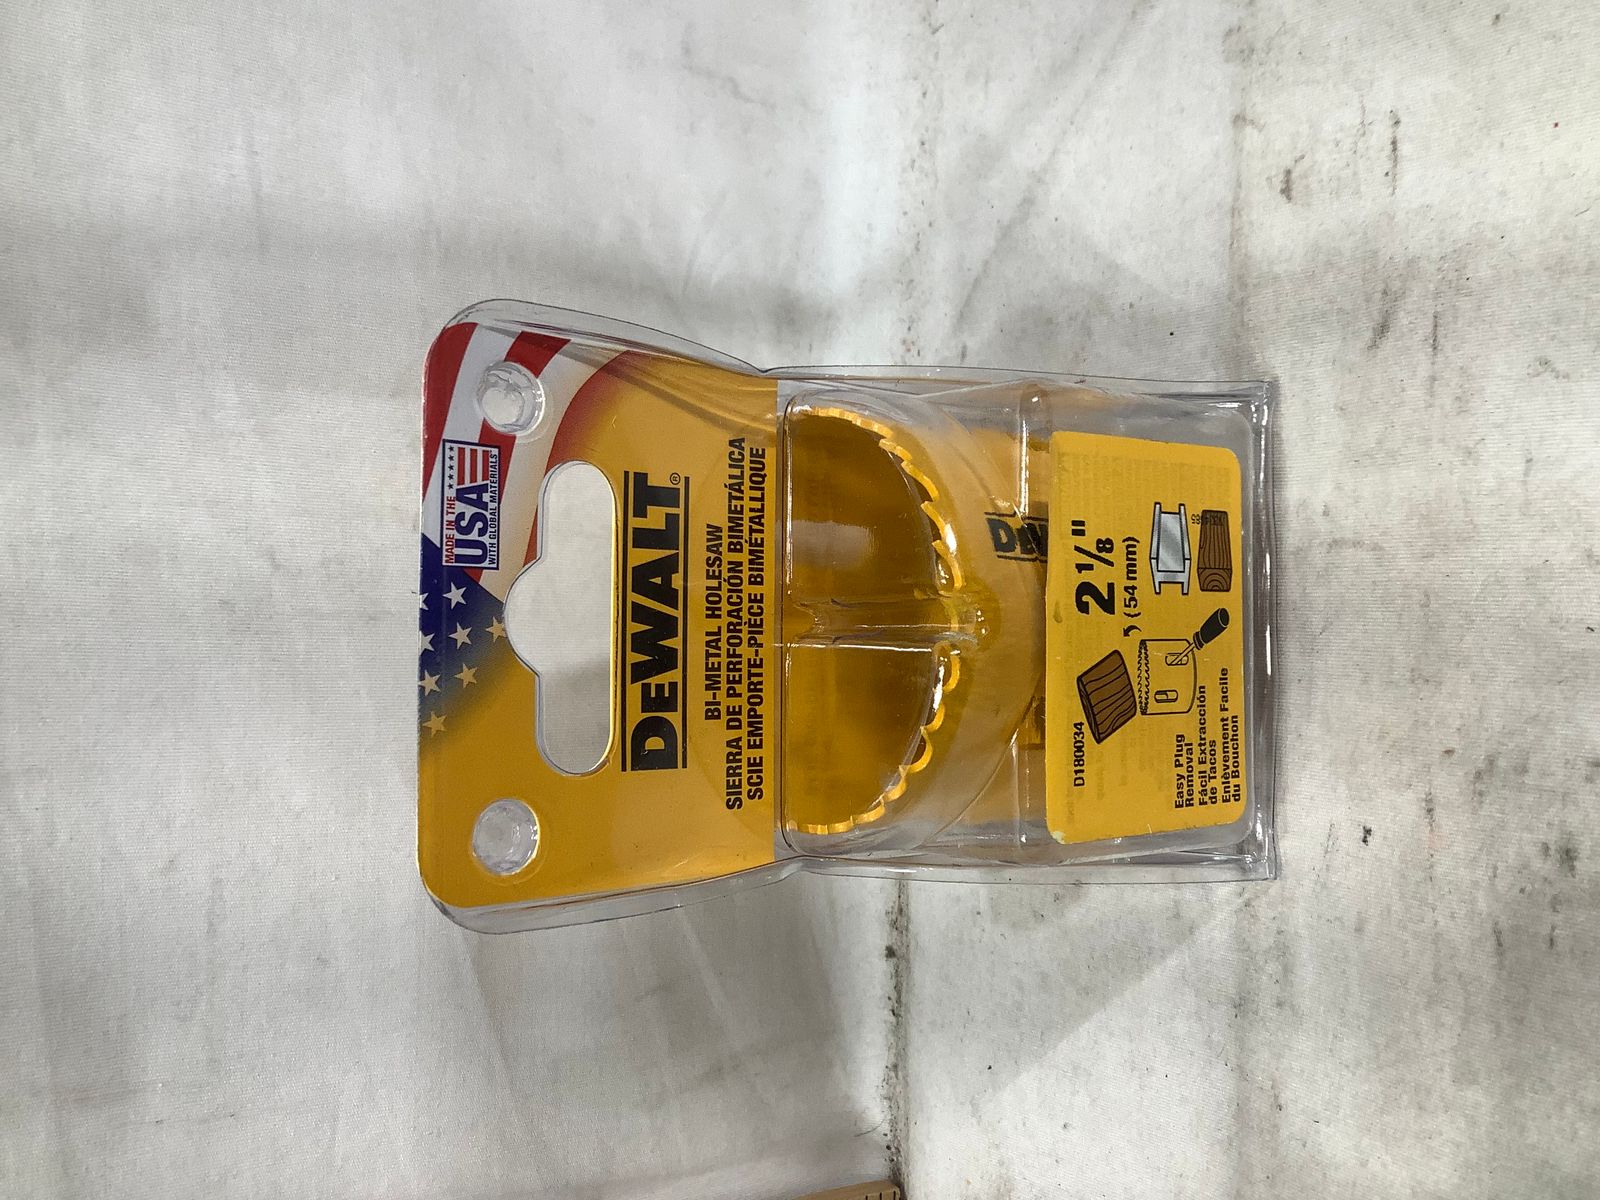 MADE IN THE
USA
WITH GLOBAL MATERIALS*
DEWALT®
BI-METAL HOLESAW
SIERRA DE PERFORACIÓN BIMETÁLICA
SCIE EMPORTE-PIÈCE BIMÉTALLIQUE
D180034
2 1/8"
(54 mm)
Easy Plug
Removal
Fácil Extracción
de Tacos
Enlèvement Facile
du Bouchon